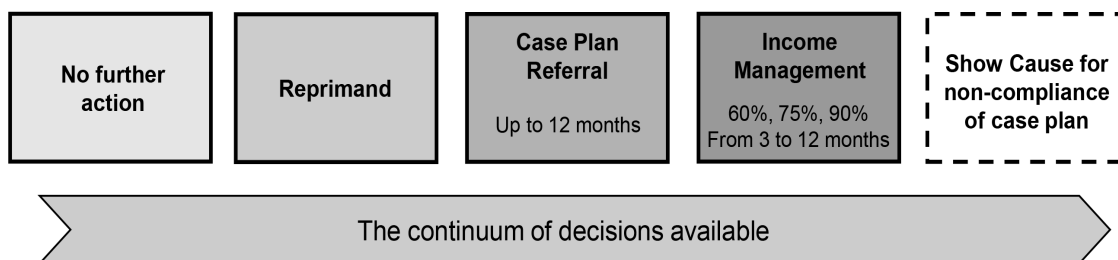 No further
action
Reprimand
Case Plan
Referral
Up to 12 months
Income
Management
60%, 75%, 90%
From 3 to 12 months
Show Cause for
non-compliance
of case plan
The continuum of decisions available